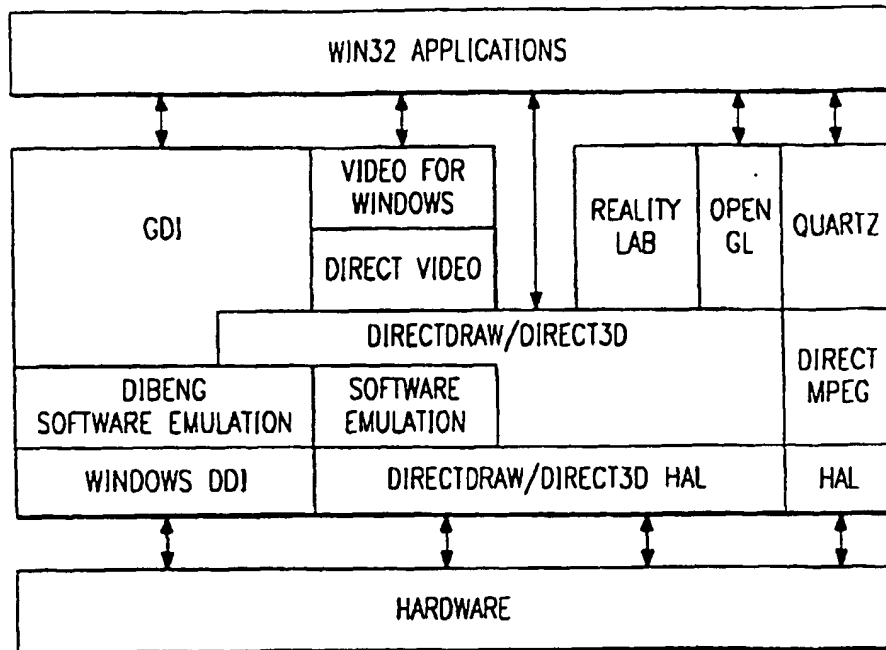 WIN32 APPLICATIONS
GDI
VIDEO FOR
WINDOWS
DIRECT VIDEO
REALITY
LAB
OPEN
GL
QUARTZ
DIRECTDRAW/DIRECT3D
DIRECT
MPEG
DIBENG
SOFTWARE EMULATION
SOFTWARE
EMULATION
WINDOWS DDI
DIRECTDRAW/DIRECT3D HAL
HAL
HARDWARE